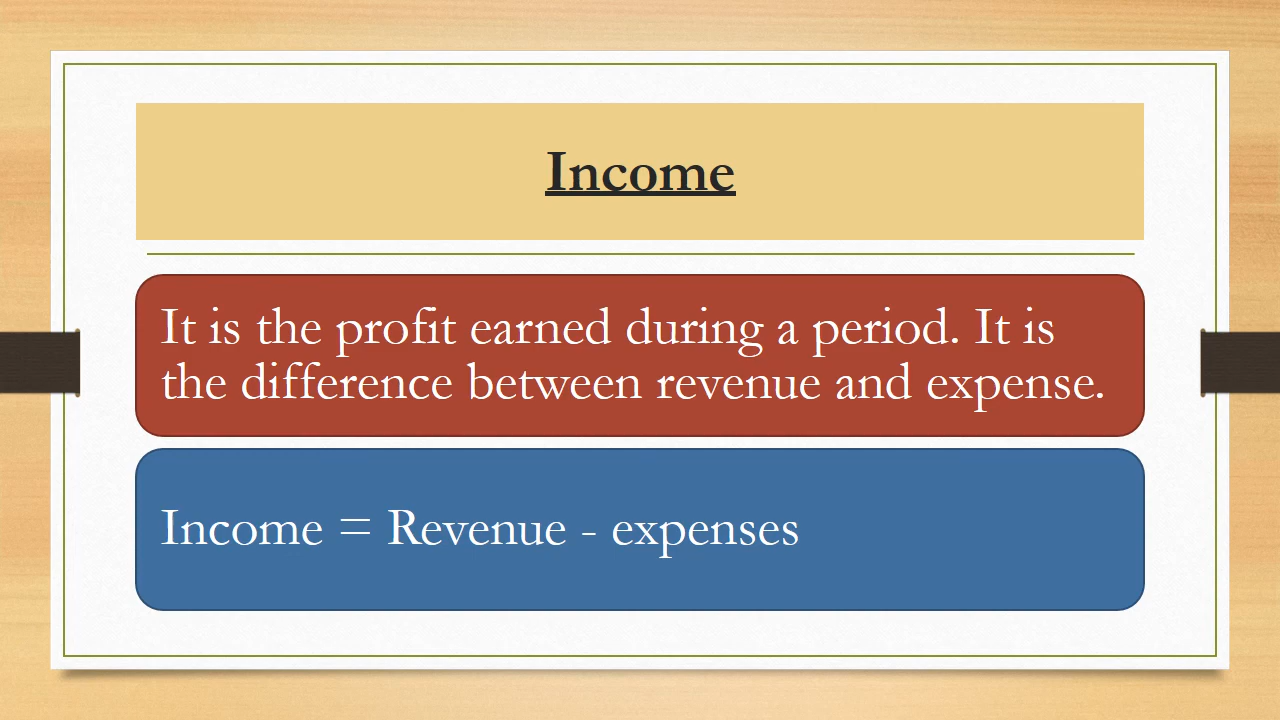 Income
It is the profit earned during a period. It is
the difference between revenue and expense.
Income = Revenue - expenses